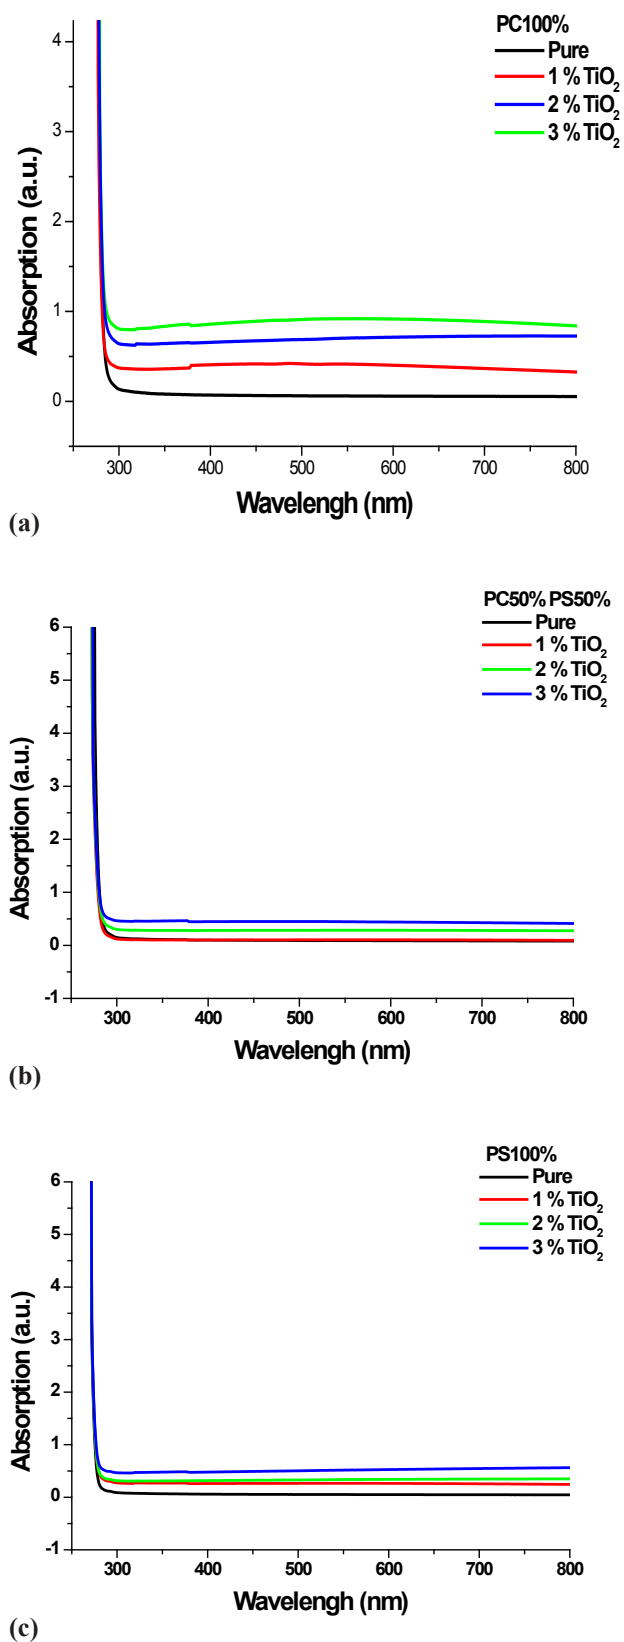 PC100%
Pure
1 % TiO₂
2 % TiO₂
3 % TiO₂
4
3
2
1
0
Absorption (a.u.)
300 400 500 600 700 800
Wavelengh (nm)
(a)
PC50% PS50%
Pure
1 % TiO₂
2 % TiO₂
3 % TiO₂
6
5
4
3
2
1
0
-1
Absorption (a.u.)
300 400 500 600 700 800
Wavelengh (nm)
(b)
PS100%
Pure
1 % TiO₂
2 % TiO₂
3 % TiO₂
6
5
4
3
2
1
0
-1
Absorption (a.u.)
300 400 500 600 700 800
Wavelengh (nm)
(c)